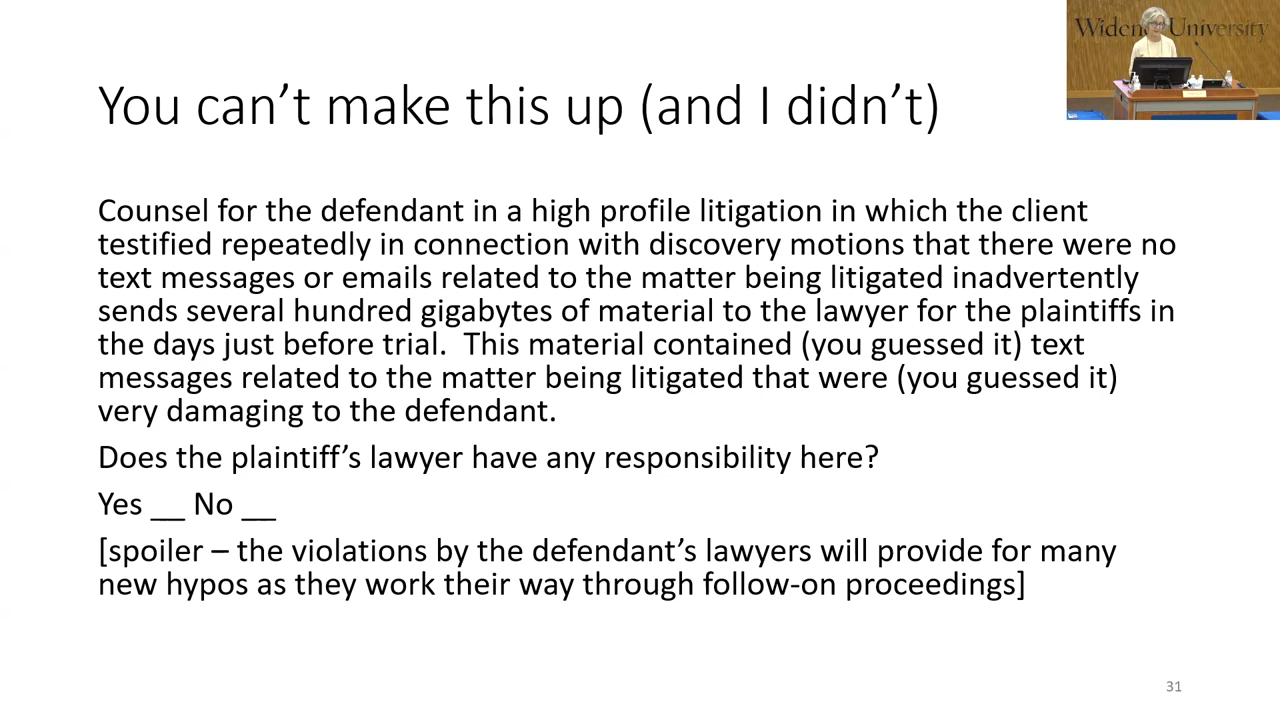 Widener University
You can't make this up (and I didn't)
Counsel for the defendant in a high profile litigation in which the client
testified repeatedly in connection with discovery motions that there were no
text messages or emails related to the matter being litigated inadvertently
sends several hundred gigabytes of material to the lawyer for the plaintiffs in
the days just before trial.  This material contained (you guessed it) text
messages related to the matter being litigated that were (you guessed it)
very damaging to the defendant.
Does the plaintiff's lawyer have any responsibility here?
Yes __ No __
[spoiler – the violations by the defendant's lawyers will provide for many
new hypos as they work their way through follow-on proceedings]
31